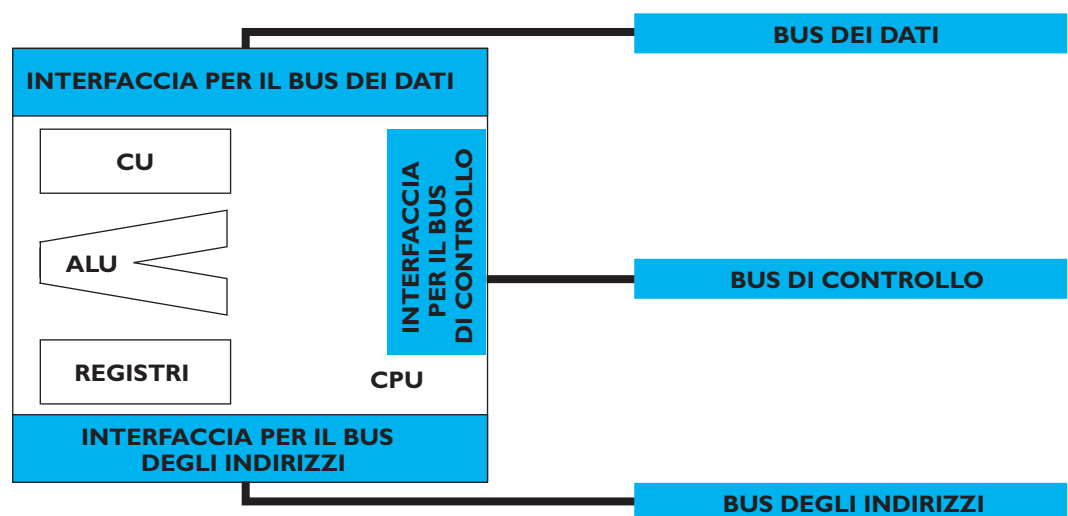 BUS DEI DATI
INTERFACCIA PER IL BUS DEI DATI
CU
ALU
REGISTRI
INTERFACCIA
PER IL BUS
DI CONTROLLO
CPU
BUS DI CONTROLLO
INTERFACCIA PER IL BUS
DEGLI INDIRIZZI
BUS DEGLI INDIRIZZI